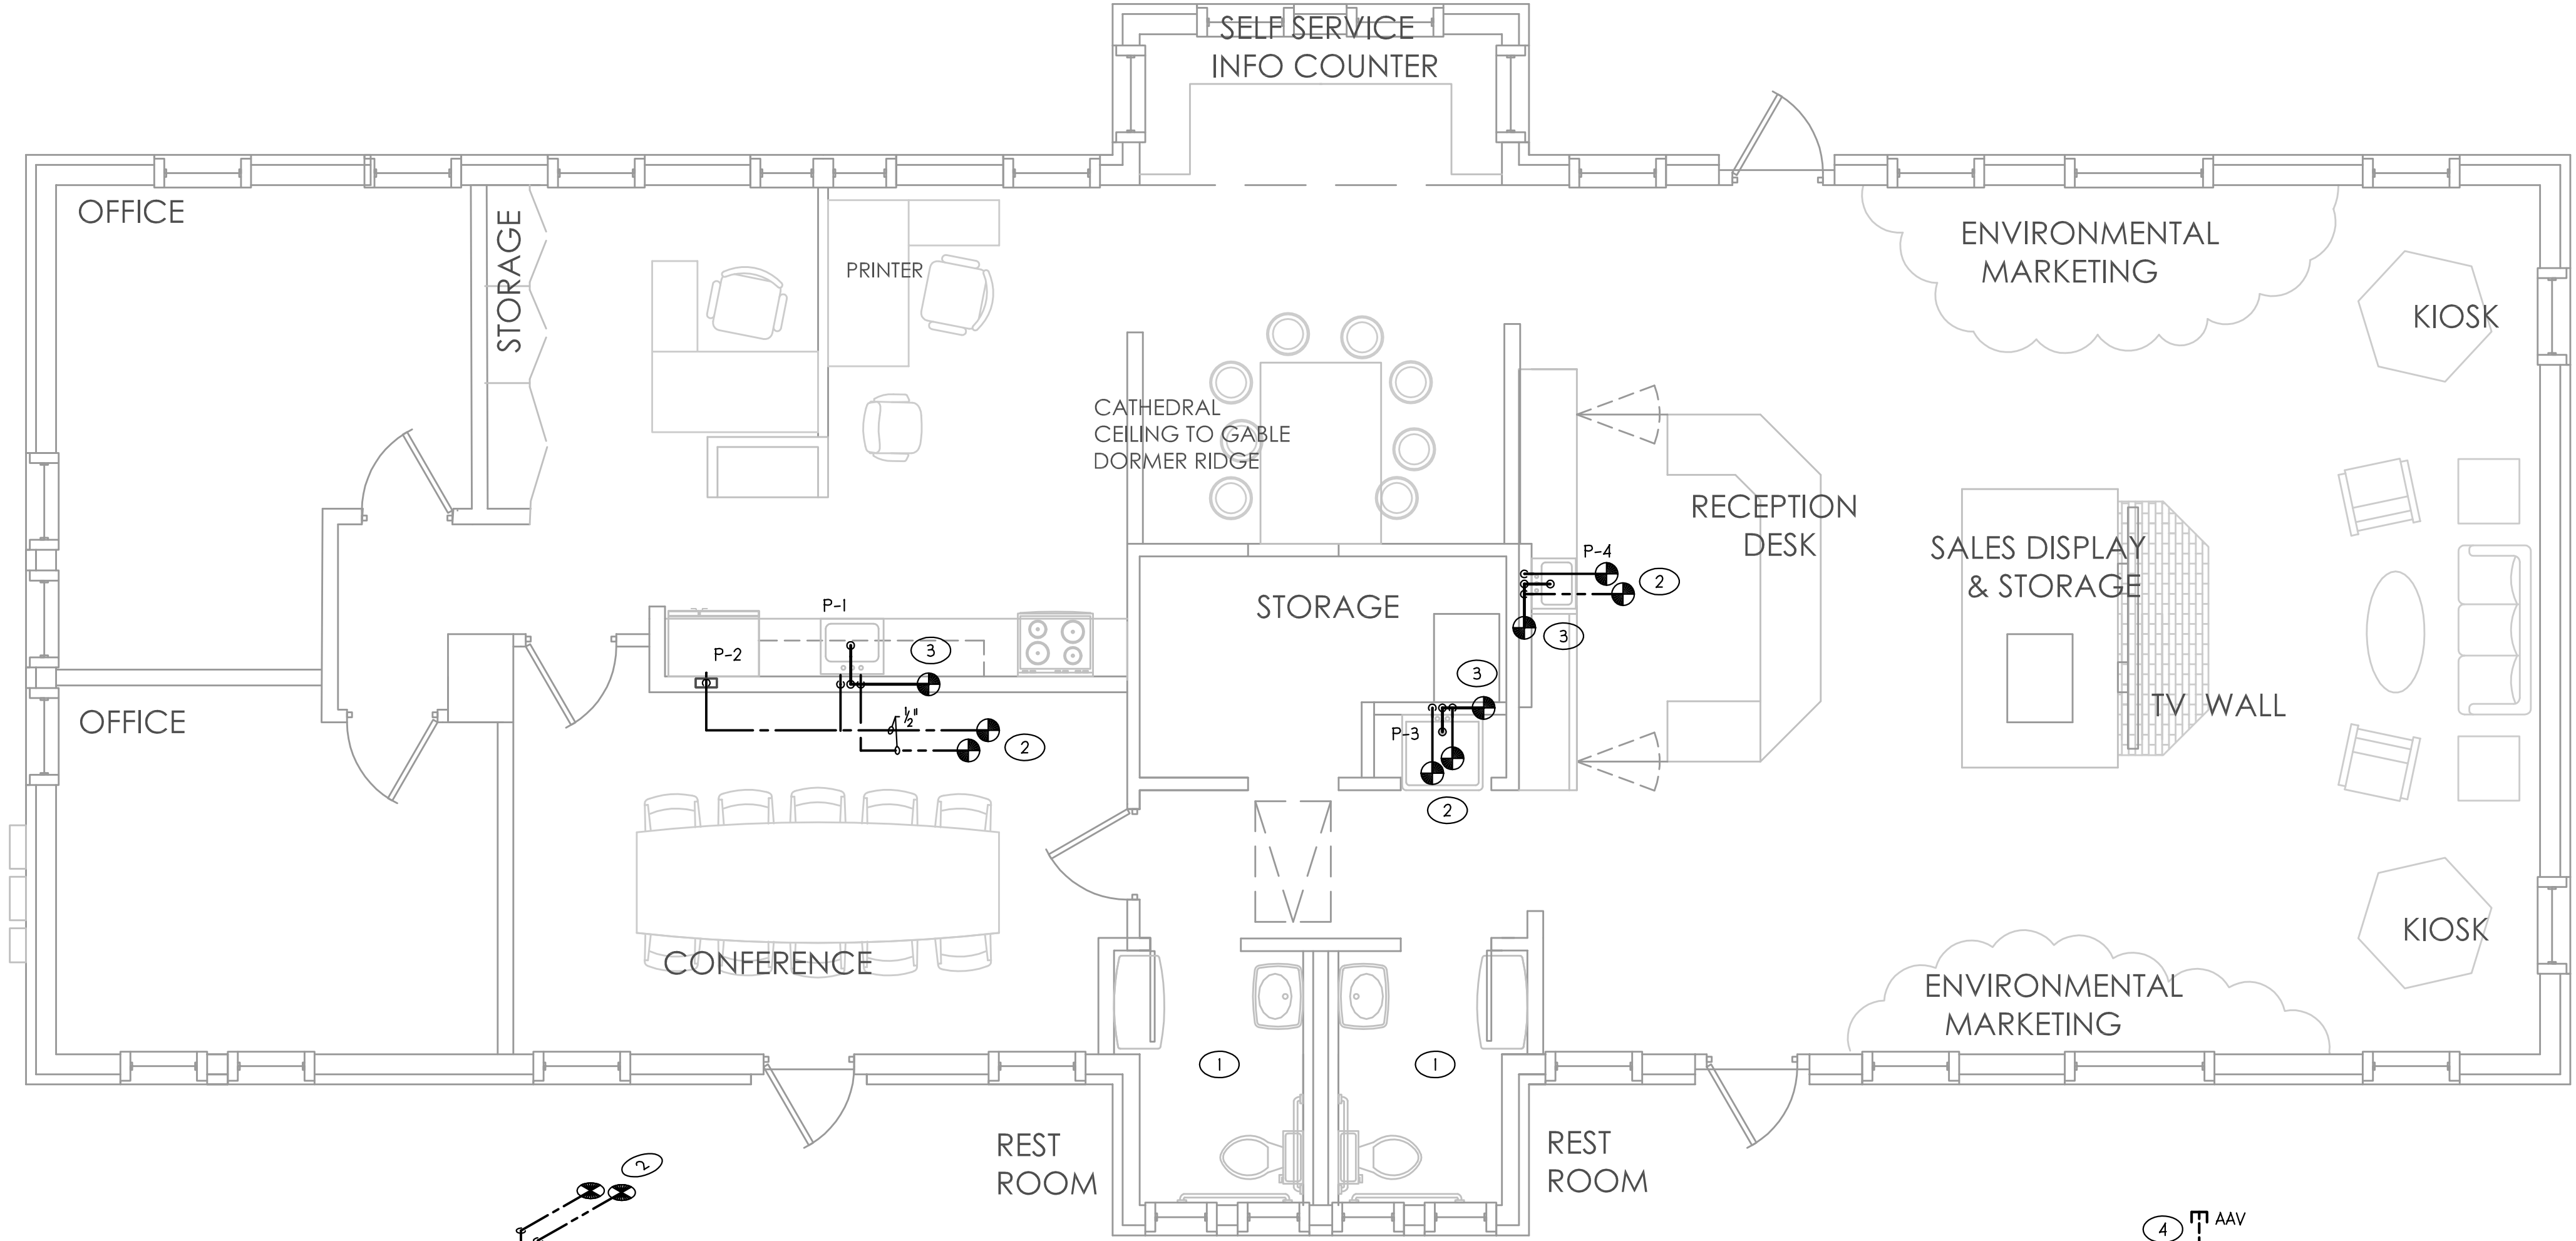 SELF SERVICE
INFO COUNTER
OFFICE
STORAGE
PRINTER
ENVIRONMENTAL
MARKETING
KIOSK
CATHEDRAL
CEILING TO GABLE
DORMER RIDGE
RECEPTION
DESK
SALES DISPLAY
& STORAGE
P-4
2
3
STORAGE
P-1
P-2
3
1/2"
2
3
P-3
2
TV WALL
OFFICE
CONFERENCE
KIOSK
ENVIRONMENTAL
MARKETING
1
1
REST
ROOM
REST
ROOM
2
4 AAV